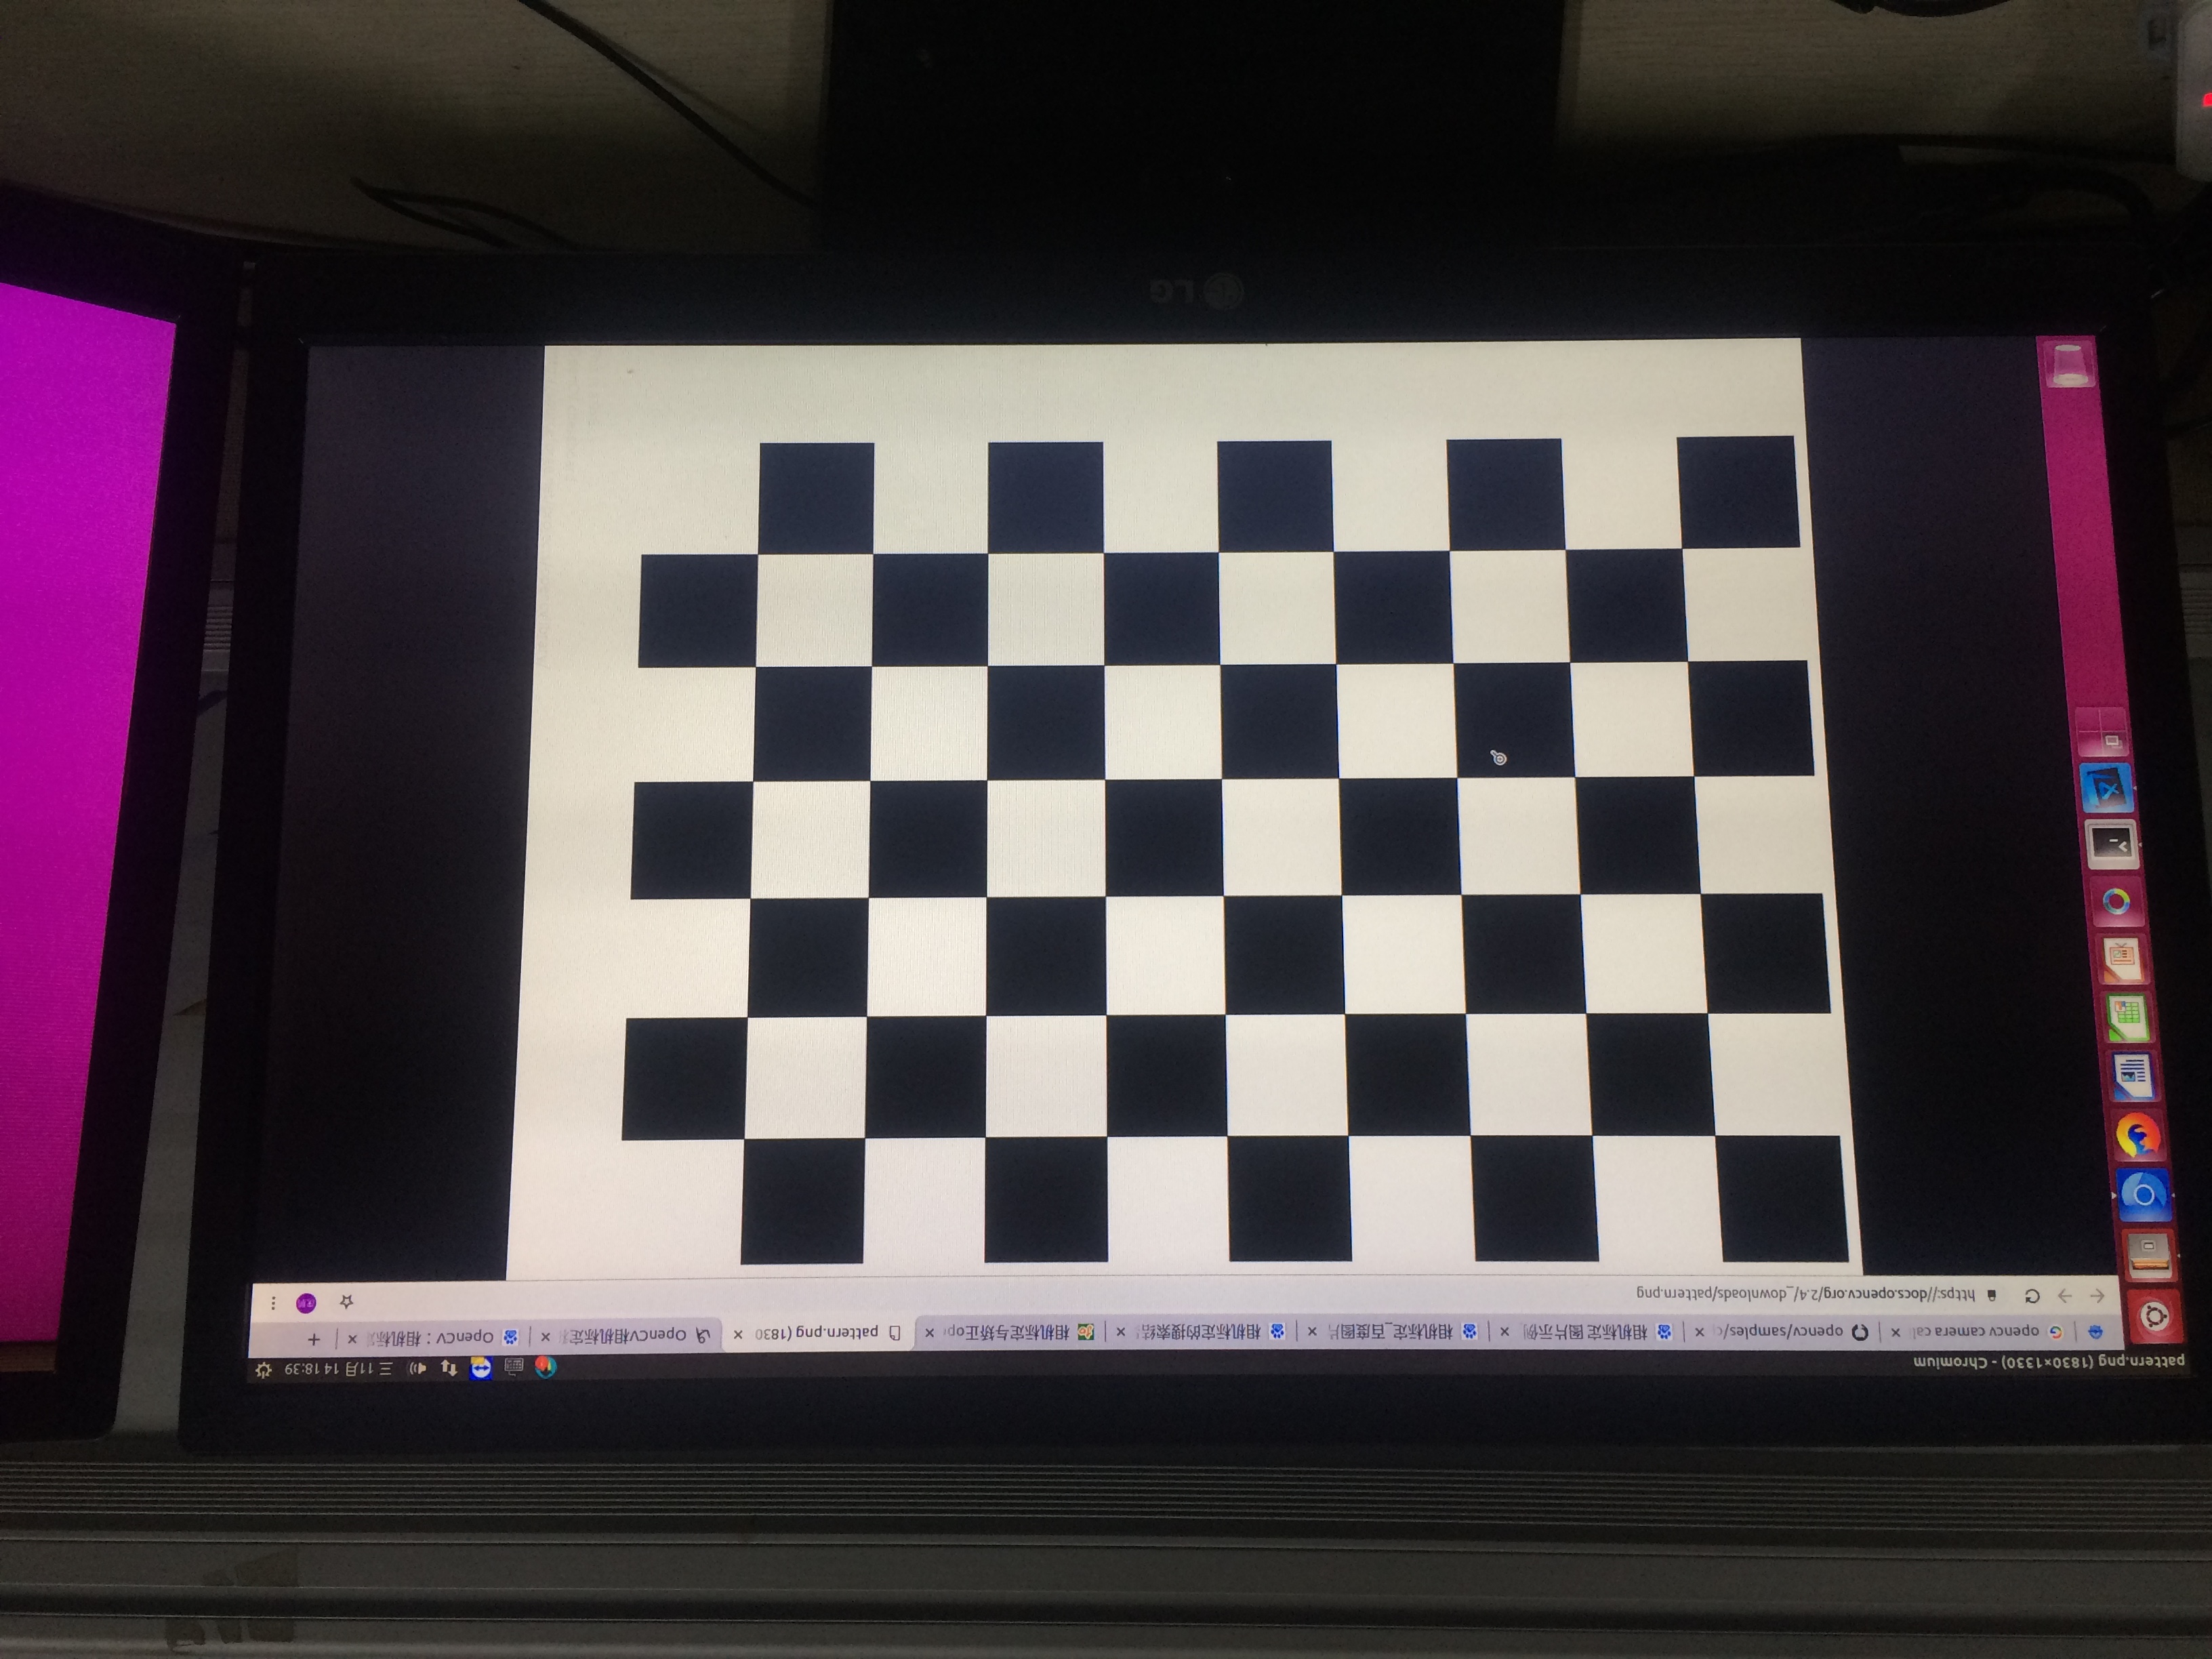 pattern.png (1830×1330) - Chromium
三 11月 14 18:39
opencv camera cal
opencv/samples/c
相机标定 图片示例
相机标定_百度图片
相机标定的搜索结
相机标定与矫正op
pattern.png (1830
OpenCV相机标定
OpenCV：相机标
https://docs.opencv.org/2.4/_downloads/pattern.png
LG